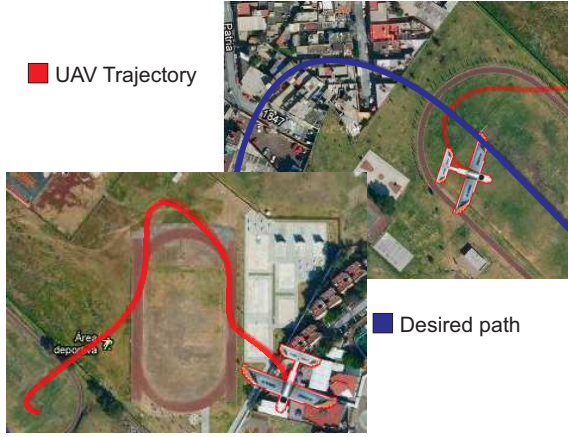 Patria
UAV Trajectory
1847
Área
deportiva
Desired path